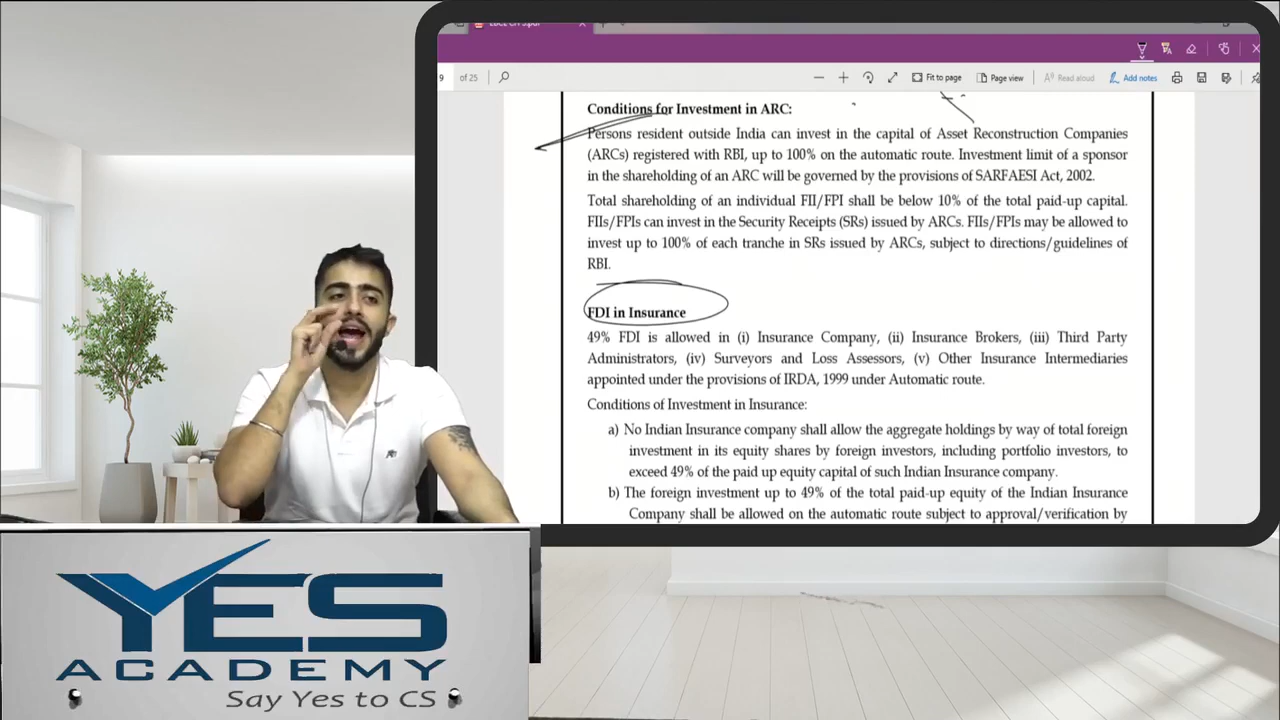 9 of 25
Fit to page
Page view
Read aloud
Add notes
Conditions for Investment in ARC:
Persons resident outside India can invest in the capital of Asset Reconstruction Companies
(ARCs) registered with RBI, up to 100% on the automatic route. Investment limit of a sponsor
in the shareholding of an ARC will be governed by the provisions of SARFAESI Act, 2002.
Total shareholding of an individual FII/FPI shall be below 10% of the total paid-up capital.
FIIs/FPIs can invest in the Security Receipts (SRs) issued by ARCs. FIIs/FPIs may be allowed to
invest up to 100% of each tranche in SRs issued by ARCs, subject to directions/guidelines of
RBI.
FDI in Insurance
49% FDI is allowed in (i) Insurance Company, (ii) Insurance Brokers, (iii) Third Party
Administrators, (iv) Surveyors and Loss Assessors, (v) Other Insurance Intermediaries
appointed under the provisions of IRDA, 1999 under Automatic route.
Conditions of Investment in Insurance:
a) No Indian Insurance company shall allow the aggregate holdings by way of total foreign
investment in its equity shares by foreign investors, including portfolio investors, to
exceed 49% of the paid up equity capital of such Indian Insurance company.
b) The foreign investment up to 49% of the total paid-up equity of the Indian Insurance
Company shall be allowed on the automatic route subject to approval/verification by
YES
ACADEMY
Say Yes to CS